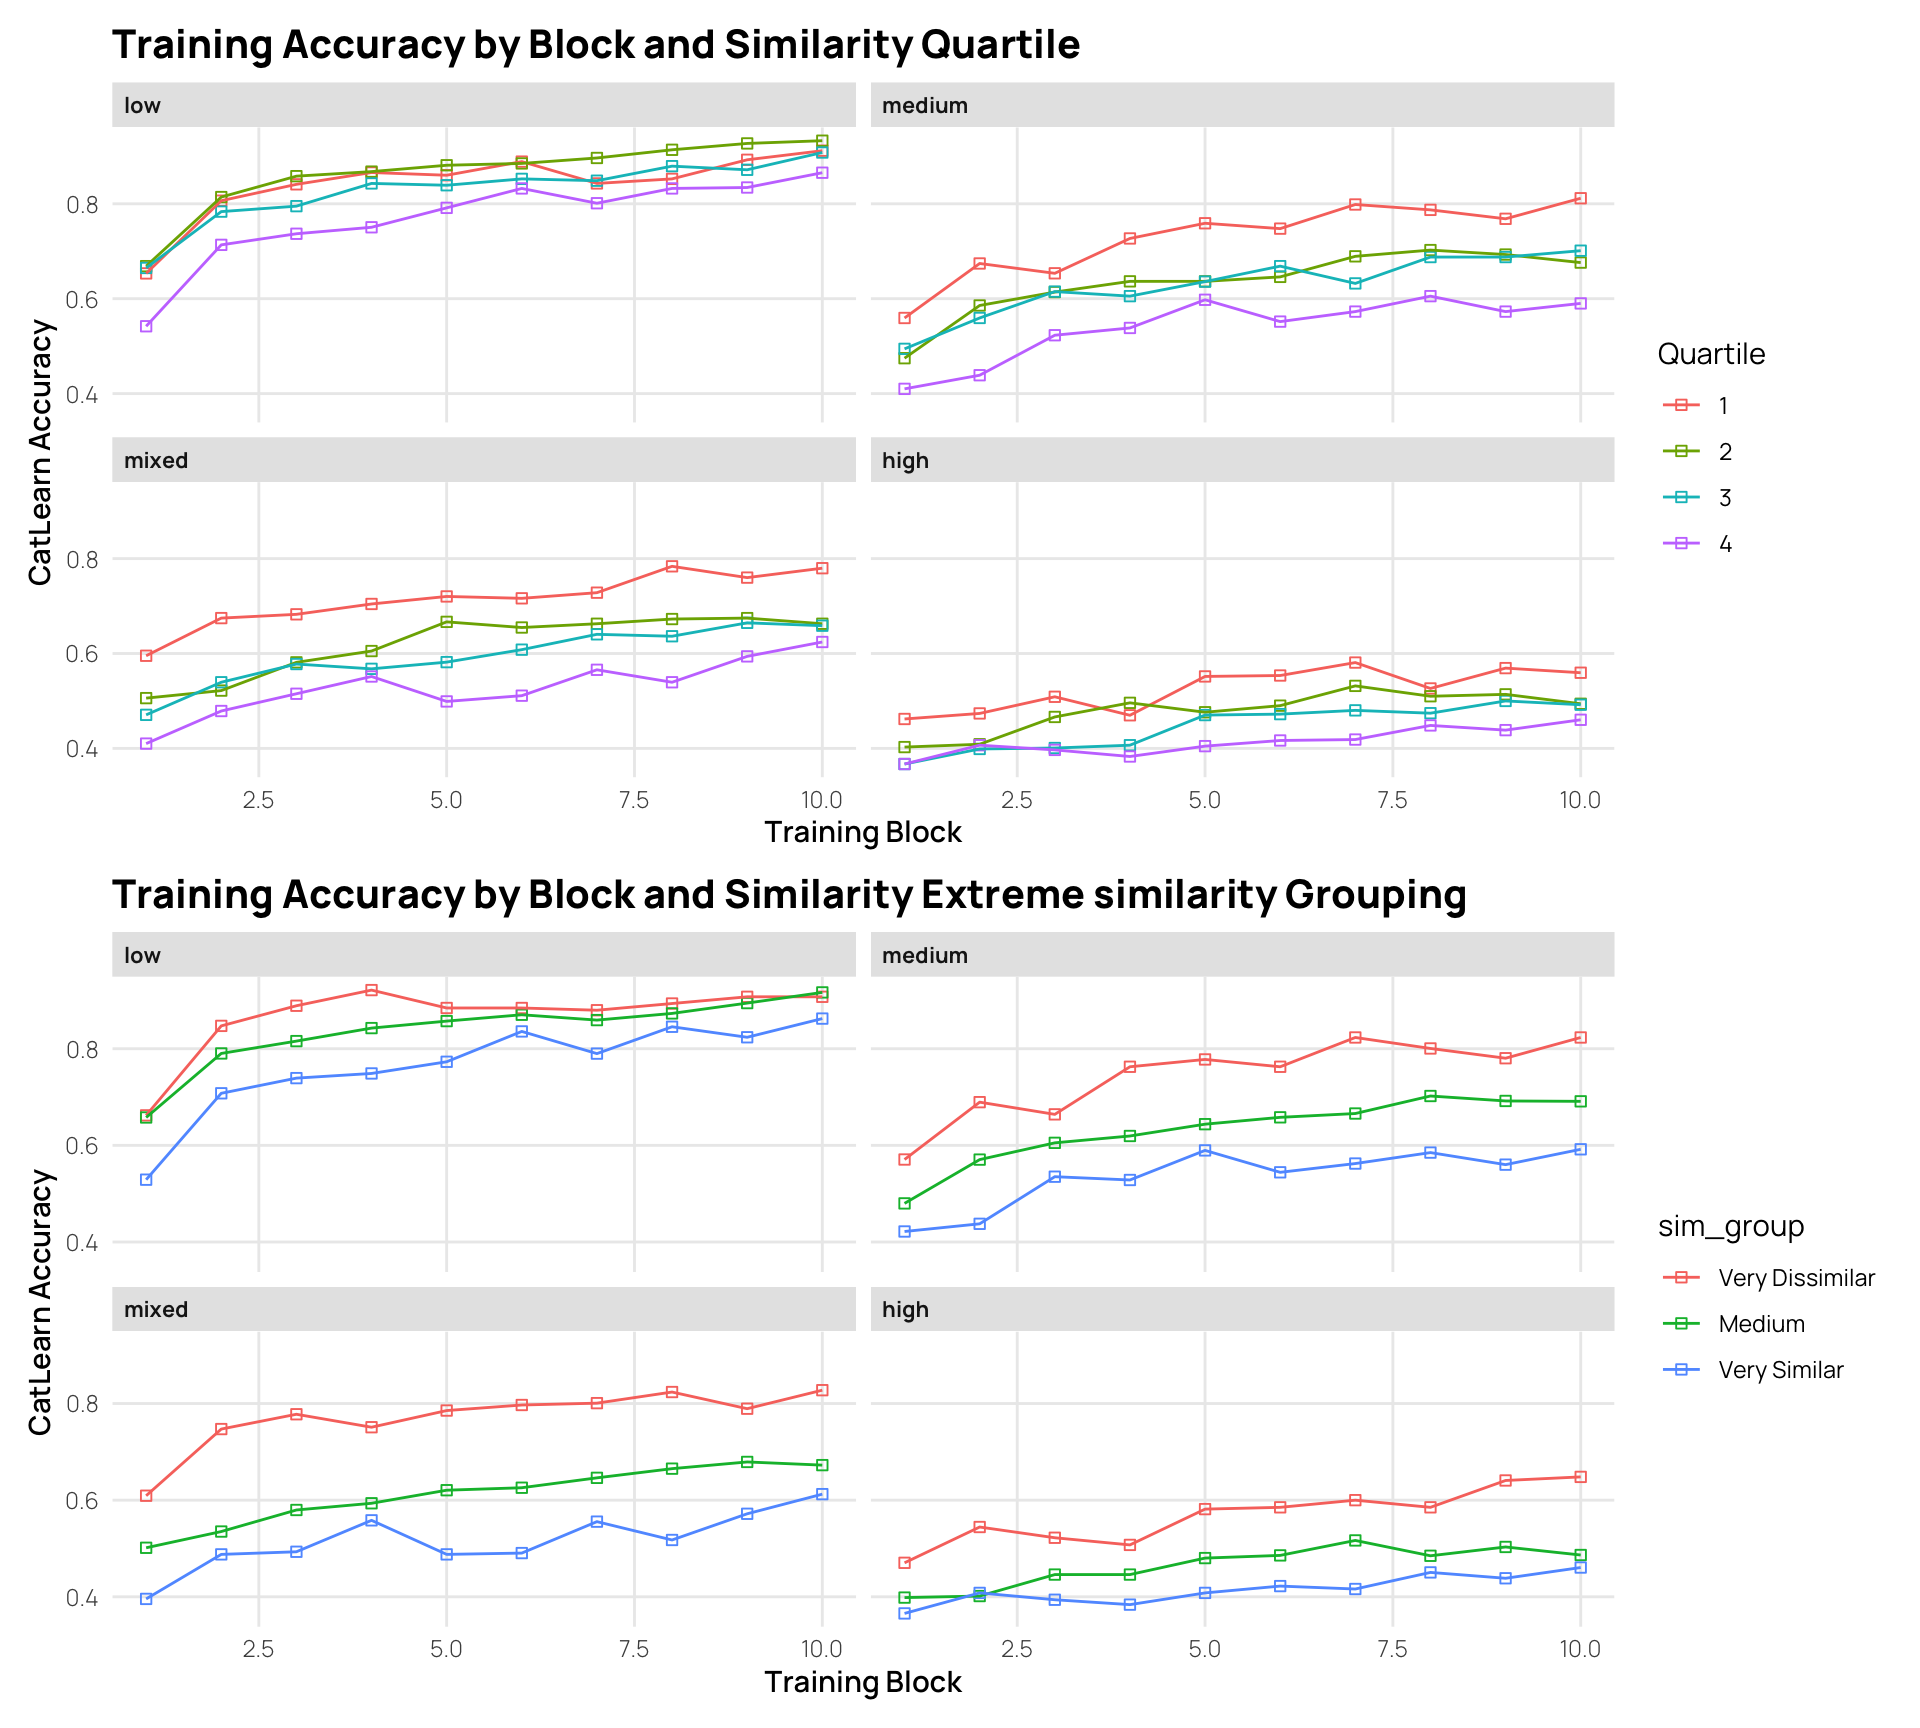 Training Accuracy by Block and Similarity Quartile
low
medium
0.8
0.6
0.4
mixed
high
0.8
0.6
0.4
2.5 5.0 7.5 10.0
2.5 5.0 7.5 10.0
CatLearn Accuracy
Training Block
Quartile
1
2
3
4
Training Accuracy by Block and Similarity Extreme similarity Grouping
low
medium
0.8
0.6
0.4
mixed
high
0.8
0.6
0.4
2.5 5.0 7.5 10.0
2.5 5.0 7.5 10.0
CatLearn Accuracy
Training Block
sim_group
Very Dissimilar
Medium
Very Similar